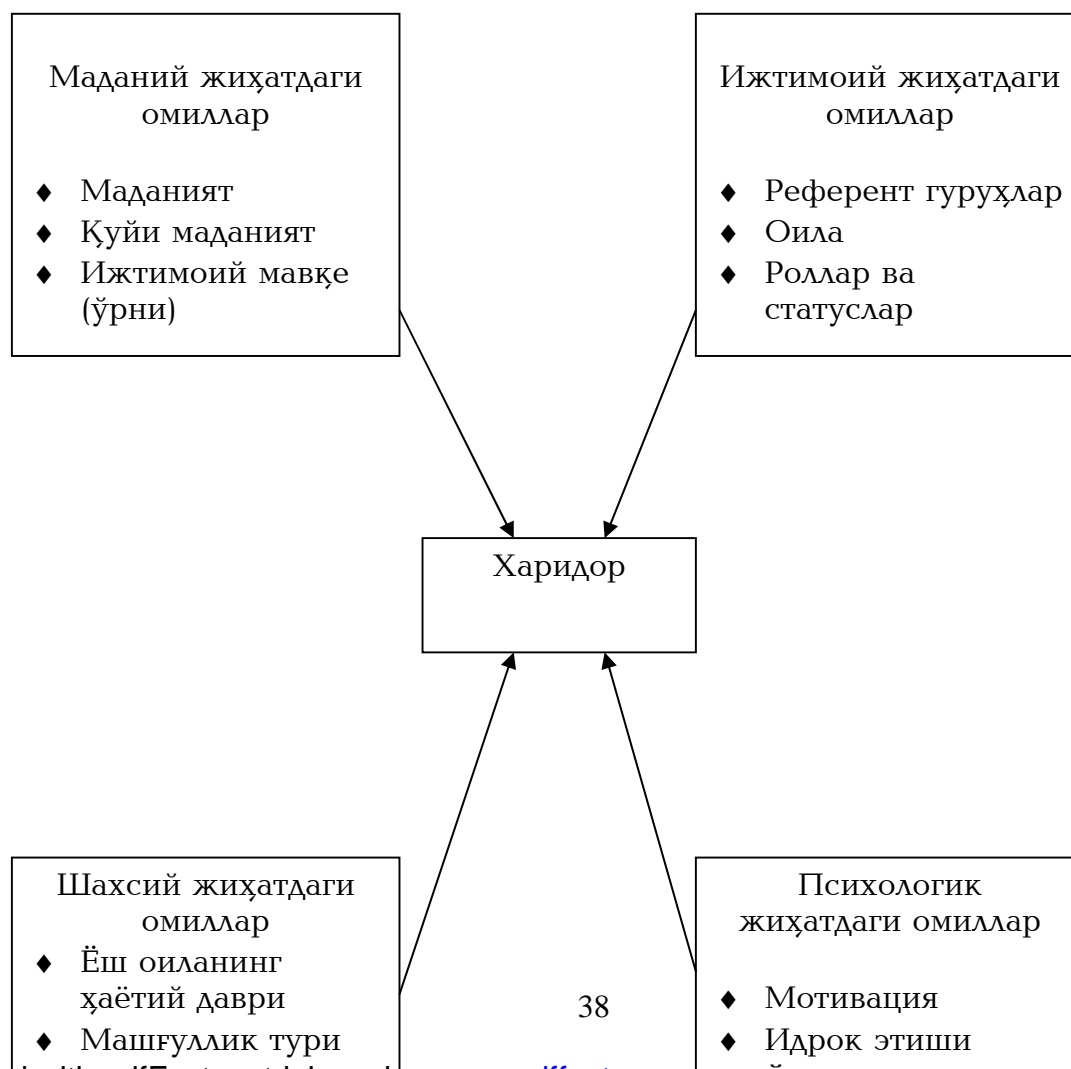 Маданий жиҳатдаги
омиллар
♦ Маданият
♦ Қуйи маданият
♦ Ижтимоий мавқе
(ўрни)
Ижтимоий жиҳатдаги
омиллар
♦ Референт гуруҳлар
♦ Оила
♦ Роллар ва
статуслар
Харидор
Шахсий жиҳатдаги
омиллар
♦ Ёш оиланинг
ҳаётий даври
♦ Машғуллик тури
Психологик
жиҳатдаги омиллар
♦ Мотивация
♦ Идрок этиши
38